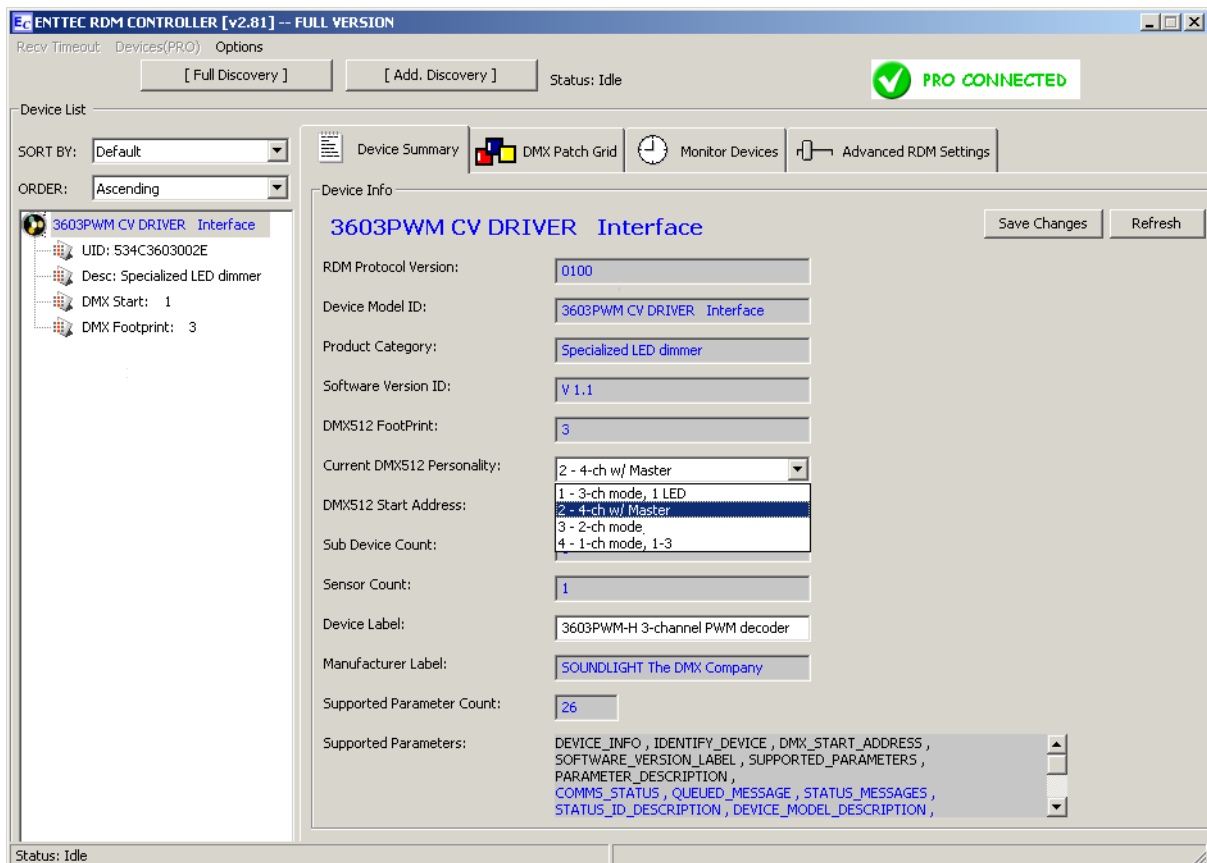 ENTTEC RDM CONTROLLER [v2.81] -- FULL VERSION
Recv Timeout Devices(PRO) Options
[ Full Discovery ] [ Add. Discovery ] Status: Idle PRO CONNECTED
Device List
SORT BY: Default
ORDER: Ascending
3603PWM CV DRIVER Interface
UID: 534C3603002E
Desc: Specialized LED dimmer
DMX Start: 1
DMX Footprint: 3
Device Summary DMX Patch Grid Monitor Devices Advanced RDM Settings
Device Info
3603PWM CV DRIVER Interface Save Changes Refresh
RDM Protocol Version: 0100
Device Model ID: 3603PWM CV DRIVER Interface
Product Category: Specialized LED dimmer
Software Version ID: V 1.1
DMX512 FootPrint: 3
Current DMX512 Personality: 2 - 4-ch w/ Master
1 - 3-ch mode, 1 LED
DMX512 Start Address: 2 - 4-ch w/ Master
3 - 2-ch mode
Sub Device Count: 4 - 1-ch mode, 1-3
Sensor Count: 1
Device Label: 3603PWM-H 3-channel PWM decoder
Manufacturer Label: SOUNDLIGHT The DMX Company
Supported Parameter Count: 26
Supported Parameters: DEVICE_INFO , IDENTIFY_DEVICE , DMX_START_ADDRESS ,
SOFTWARE_VERSION_LABEL , SUPPORTED_PARAMETERS ,
PARAMETER_DESCRIPTION ,
COMMS_STATUS , QUEUED_MESSAGE , STATUS_MESSAGES ,
STATUS_ID_DESCRIPTION , DEVICE_MODEL_DESCRIPTION ,
Status: Idle